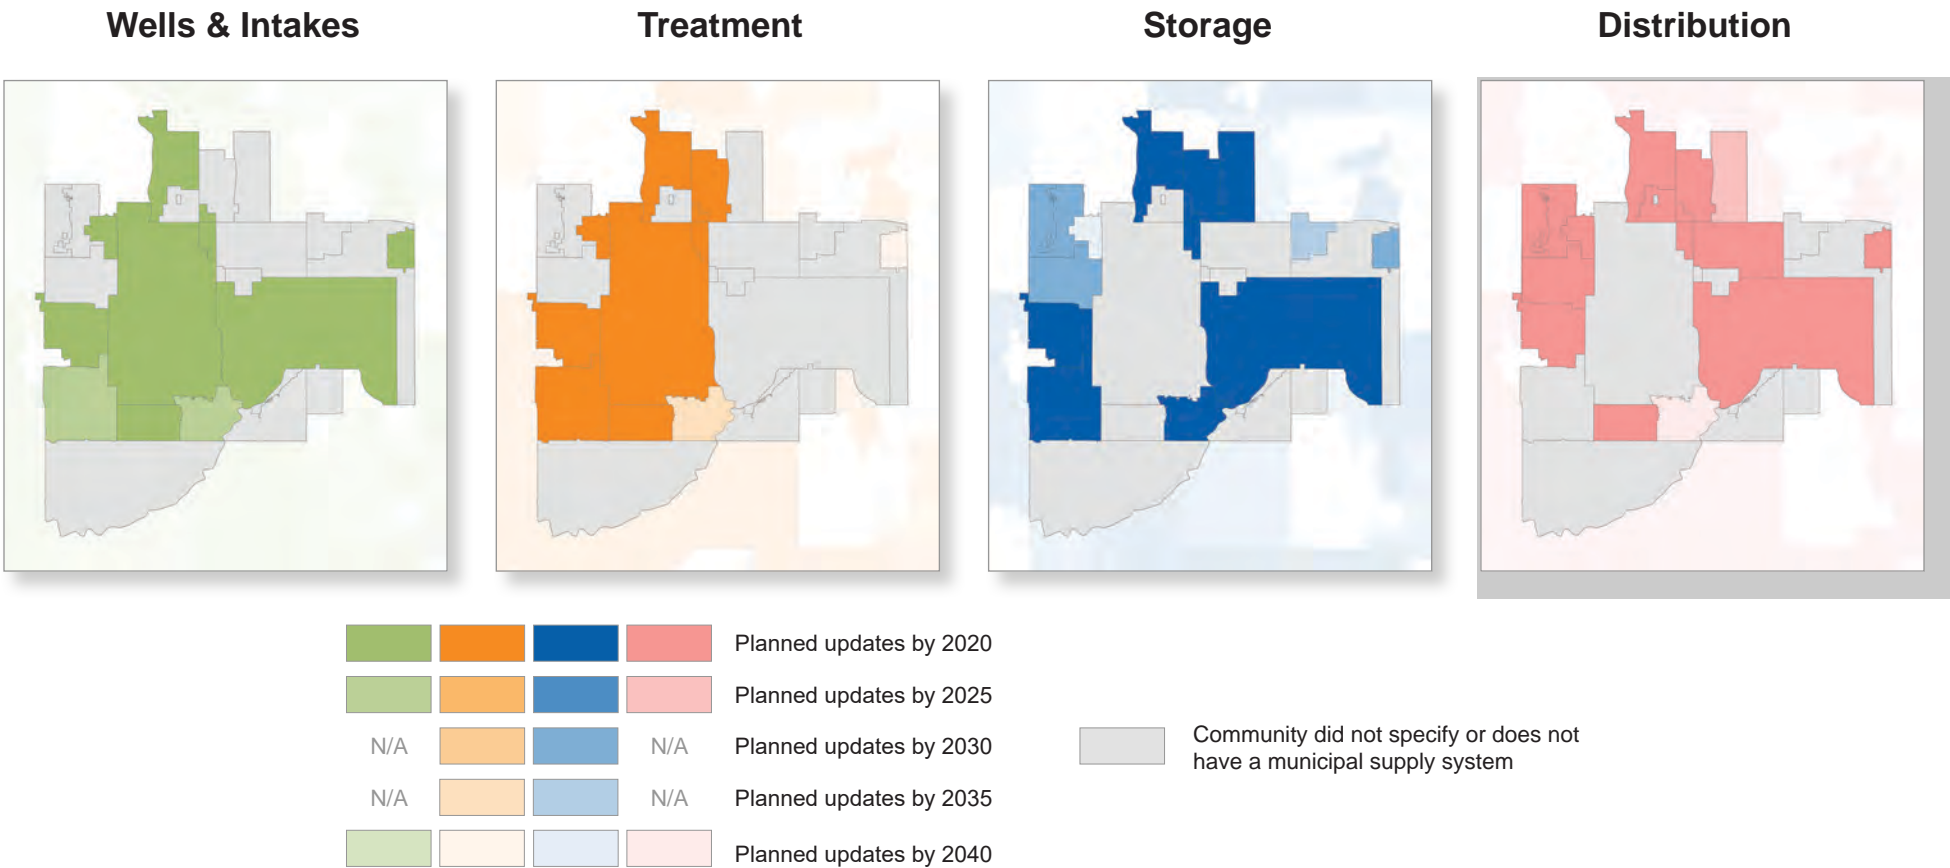 Wells & Intakes
Treatment
Storage
Distribution
Planned updates by 2020
Planned updates by 2025
N/A
N/A
Planned updates by 2030
N/A
N/A
Planned updates by 2035
Planned updates by 2040
Community did not specify or does not
have a municipal supply system